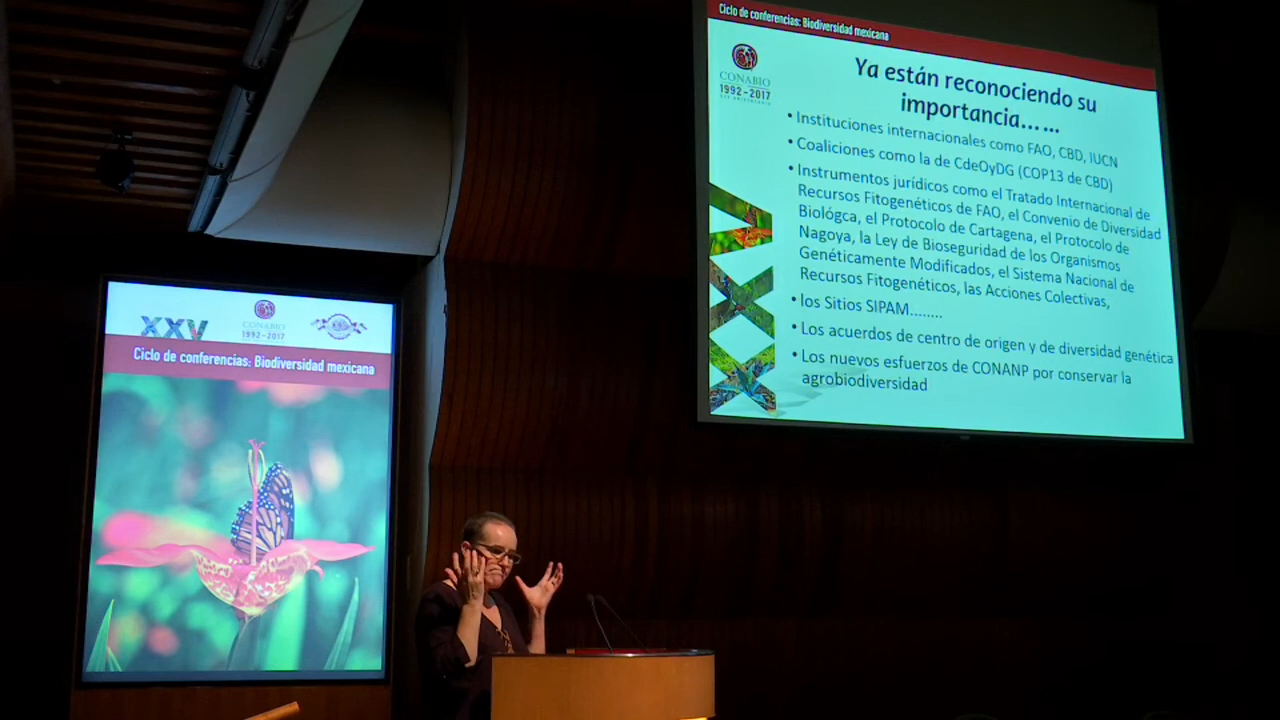 Ciclo de conferencias: Biodiversidad mexicana
CONABIO
1992-2017
Ya están reconociendo su
importancia... ...
• Instituciones internacionales como FAO, CBD, IUCN
• Coaliciones como la de CdeOyDG (COP13 de CBD)
• Instrumentos jurídicos como el Tratado Internacional de
Recursos Fitogenéticos de FAO, el Convenio de Diversidad
Biológca, el Protocolo de Cartagena, el Protocolo de
Nagoya, la Ley de Bioseguridad de los Organismos
Genéticamente Modificados, el Sistema Nacional de
Recursos Fitogenéticos, las Acciones Colectivas,
• los Sitios SIPAM........
• Los acuerdos de centro de origen y de diversidad genética
• Los nuevos esfuerzos de CONANP por conservar la
agrobiodiversidad
XXV
XXV
CONABIO
1992-2017
Ciclo de conferencias: Biodiversidad mexicana